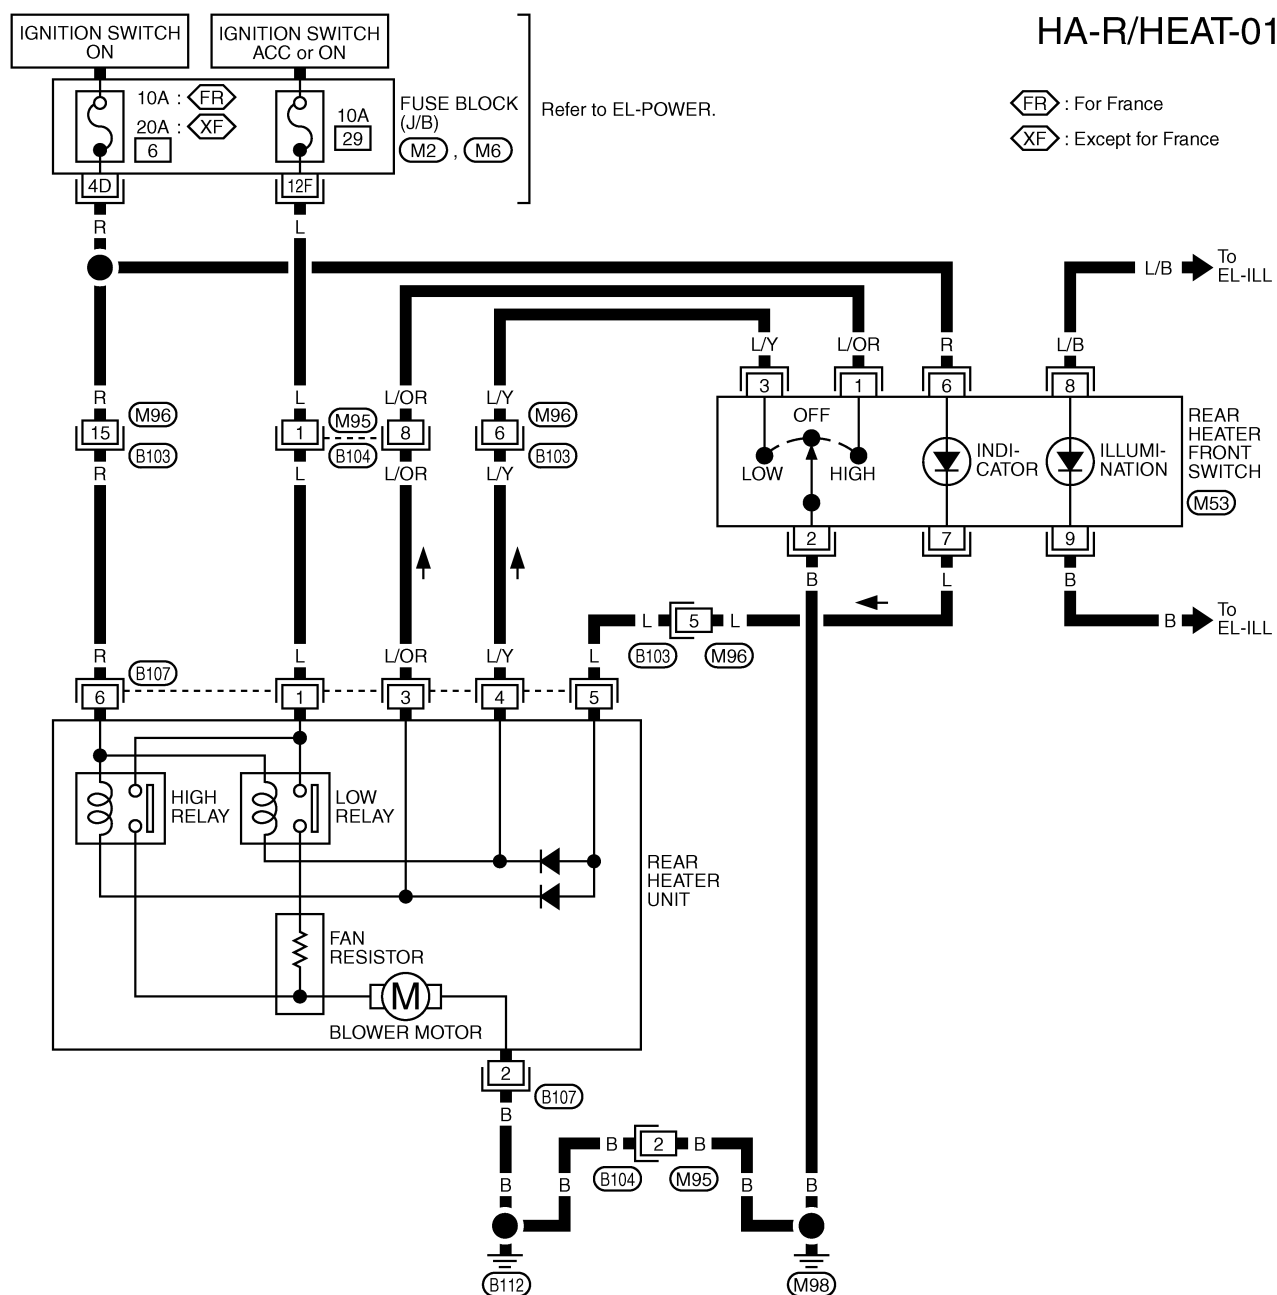 HA-R/HEAT-01
IGNITION SWITCH
ON
IGNITION SWITCH
ACC or ON
10A : FR
20A : XF
6
10A
29
FUSE BLOCK
(J/B)
M2 , M6
Refer to EL-POWER.
FR : For France
XF : Except for France
4D
12F
R
L
L/B
To
EL-ILL
L/Y
L/OR
R
L/B
3
1
6
8
R
L
L/OR
L/Y
15
M96
B103
1
M95
B104
8
6
M96
B103
R
L
L/OR
L/Y
OFF
LOW
HIGH
INDI-
CATOR
ILLUMI-
NATION
REAR
HEATER
FRONT
SWITCH
M53
2
7
9
B
L
B
L
5
L
B103
M96
B
To
EL-ILL
R
L
L/OR
L/Y
L
B107
6
1
3
4
5
HIGH
RELAY
LOW
RELAY
REAR
HEATER
UNIT
FAN
RESISTOR
M
BLOWER MOTOR
2
B107
B
B
2
B
B104
M95
B
B
B
B
B112
M98